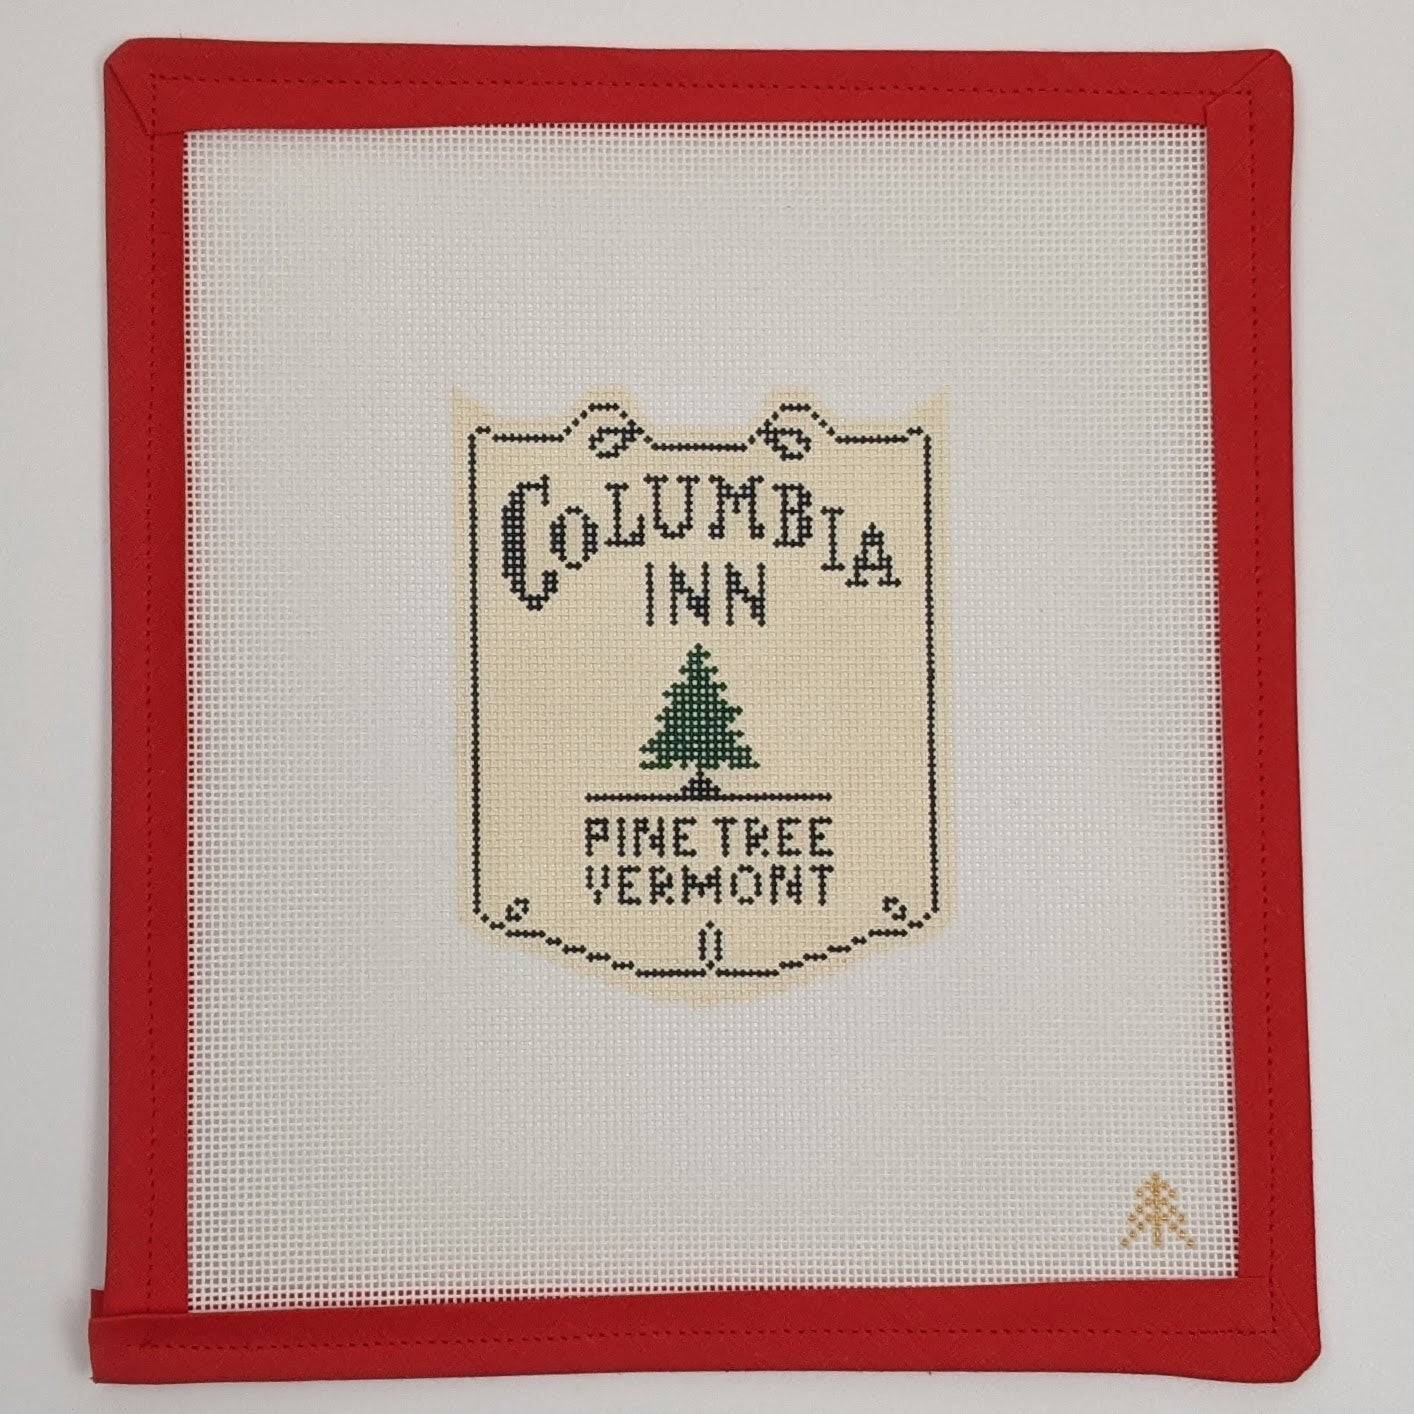 COLUMBIA
INN
PINE TREE
VERMONT